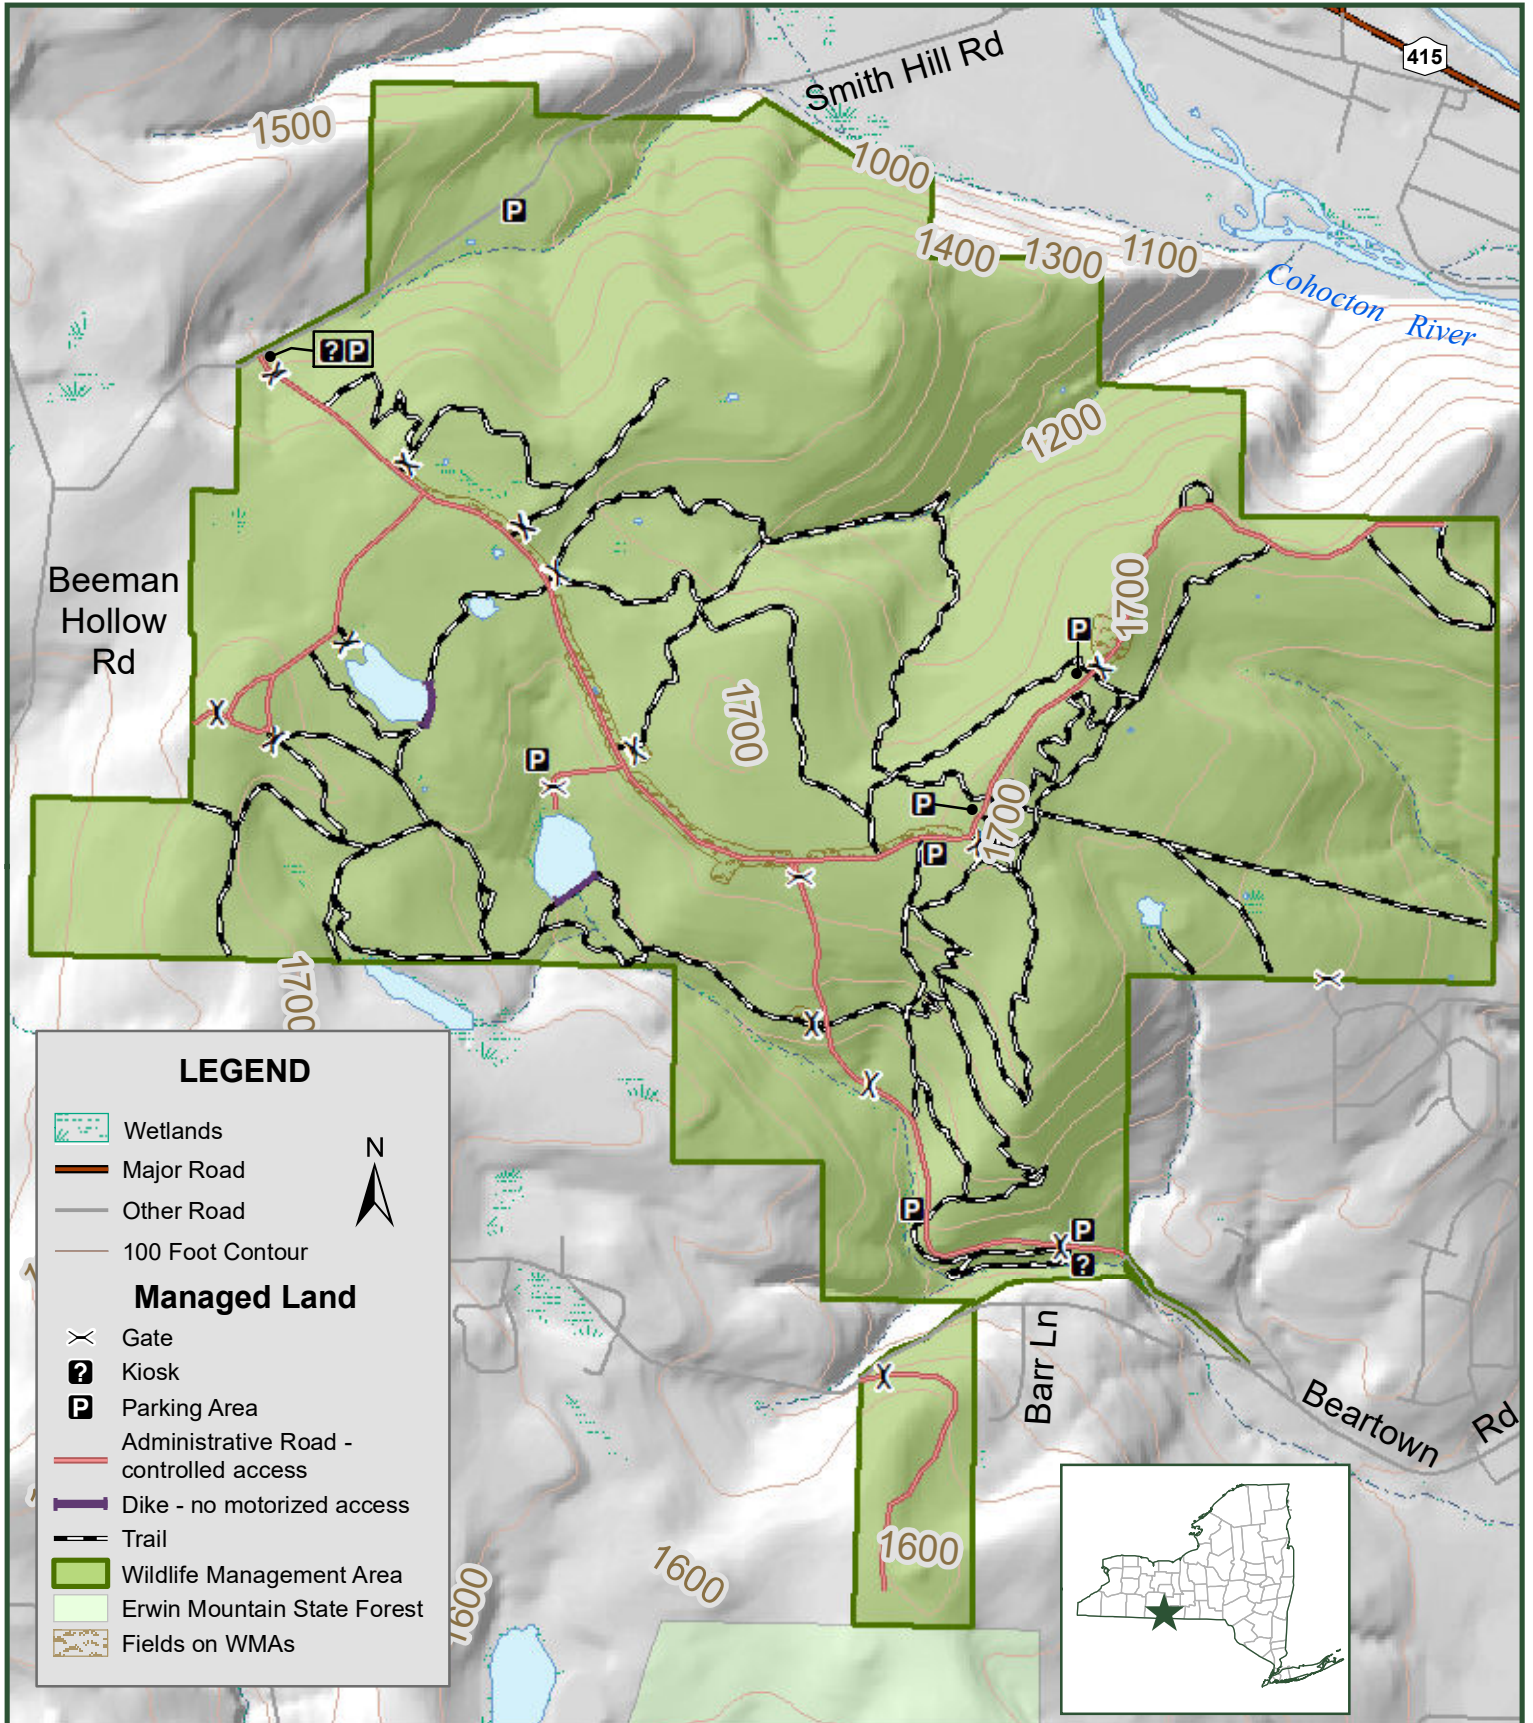 415
Smith Hill Rd
1500
1000
1400
1300
1100
Cohocton River
1200
Beeman
Hollow
Rd
P
? P
1700
P
1700
P
P
1700
P
1700
P
P
?
Barr Ln
Beartown Rd
1600
1600
1600
LEGEND
Wetlands
Major Road
Other Road
100 Foot Contour
N
Managed Land
Gate
? Kiosk
P Parking Area
Administrative Road -
controlled access
Dike - no motorized access
Trail
Wildlife Management Area
Erwin Mountain State Forest
Fields on WMAs